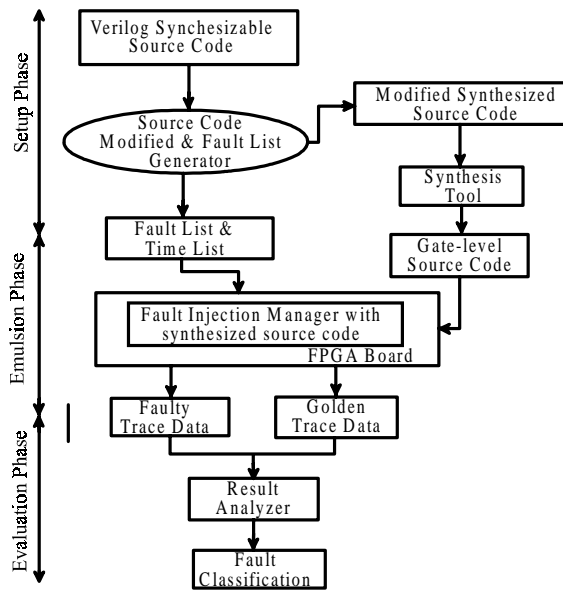 Verilog Synchesizable
Source Code
Setup Phase
Source Code
Modified & Fault List
Generator
Modified Synthesized
Source Code
Synthesis
Tool
Fault List &
Time List
Gate-level
Source Code
Emulsion Phase
Fault Injection Manager with
synthesized source code
FPGA Board
Faulty
Trace Data
Golden
Trace Data
Evaluation Phase
Result
Analyzer
Fault
Classification